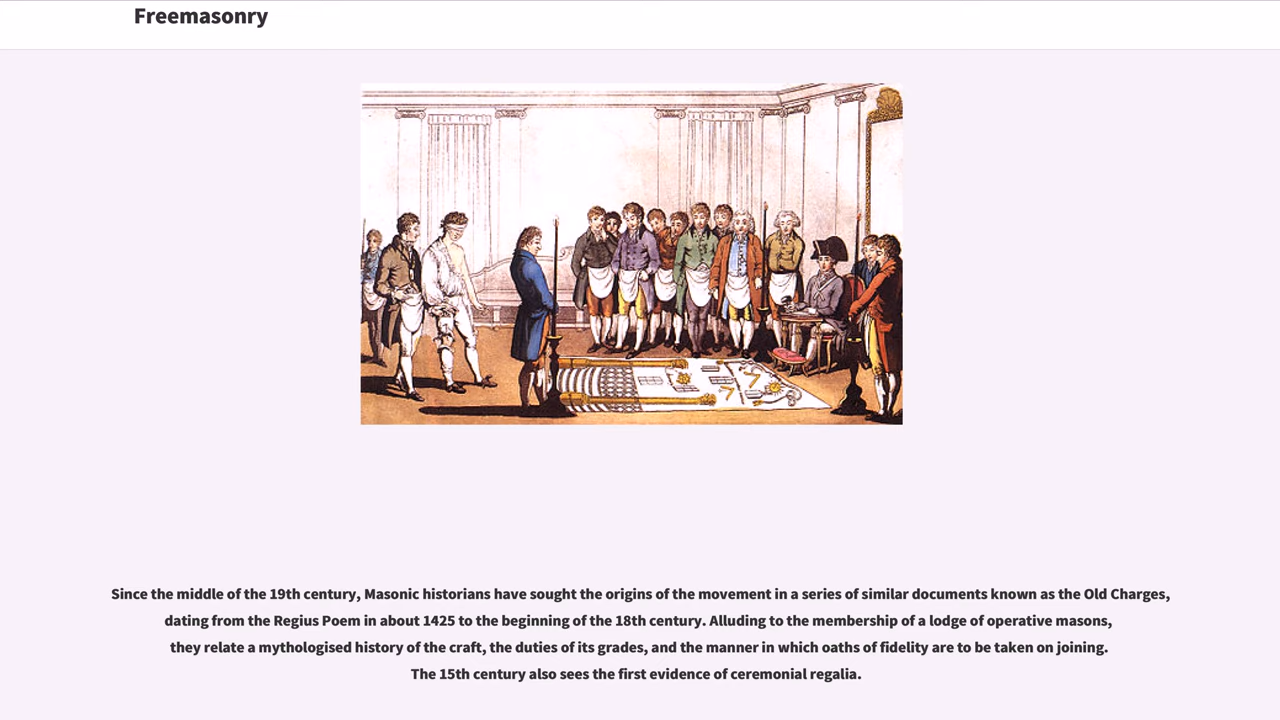 Freemasonry
Since the middle of the 19th century, Masonic historians have sought the origins of the movement in a series of similar documents known as the Old Charges,
dating from the Regius Poem in about 1425 to the beginning of the 18th century. Alluding to the membership of a lodge of operative masons,
they relate a mythologised history of the craft, the duties of its grades, and the manner in which oaths of fidelity are to be taken on joining.
The 15th century also sees the first evidence of ceremonial regalia.